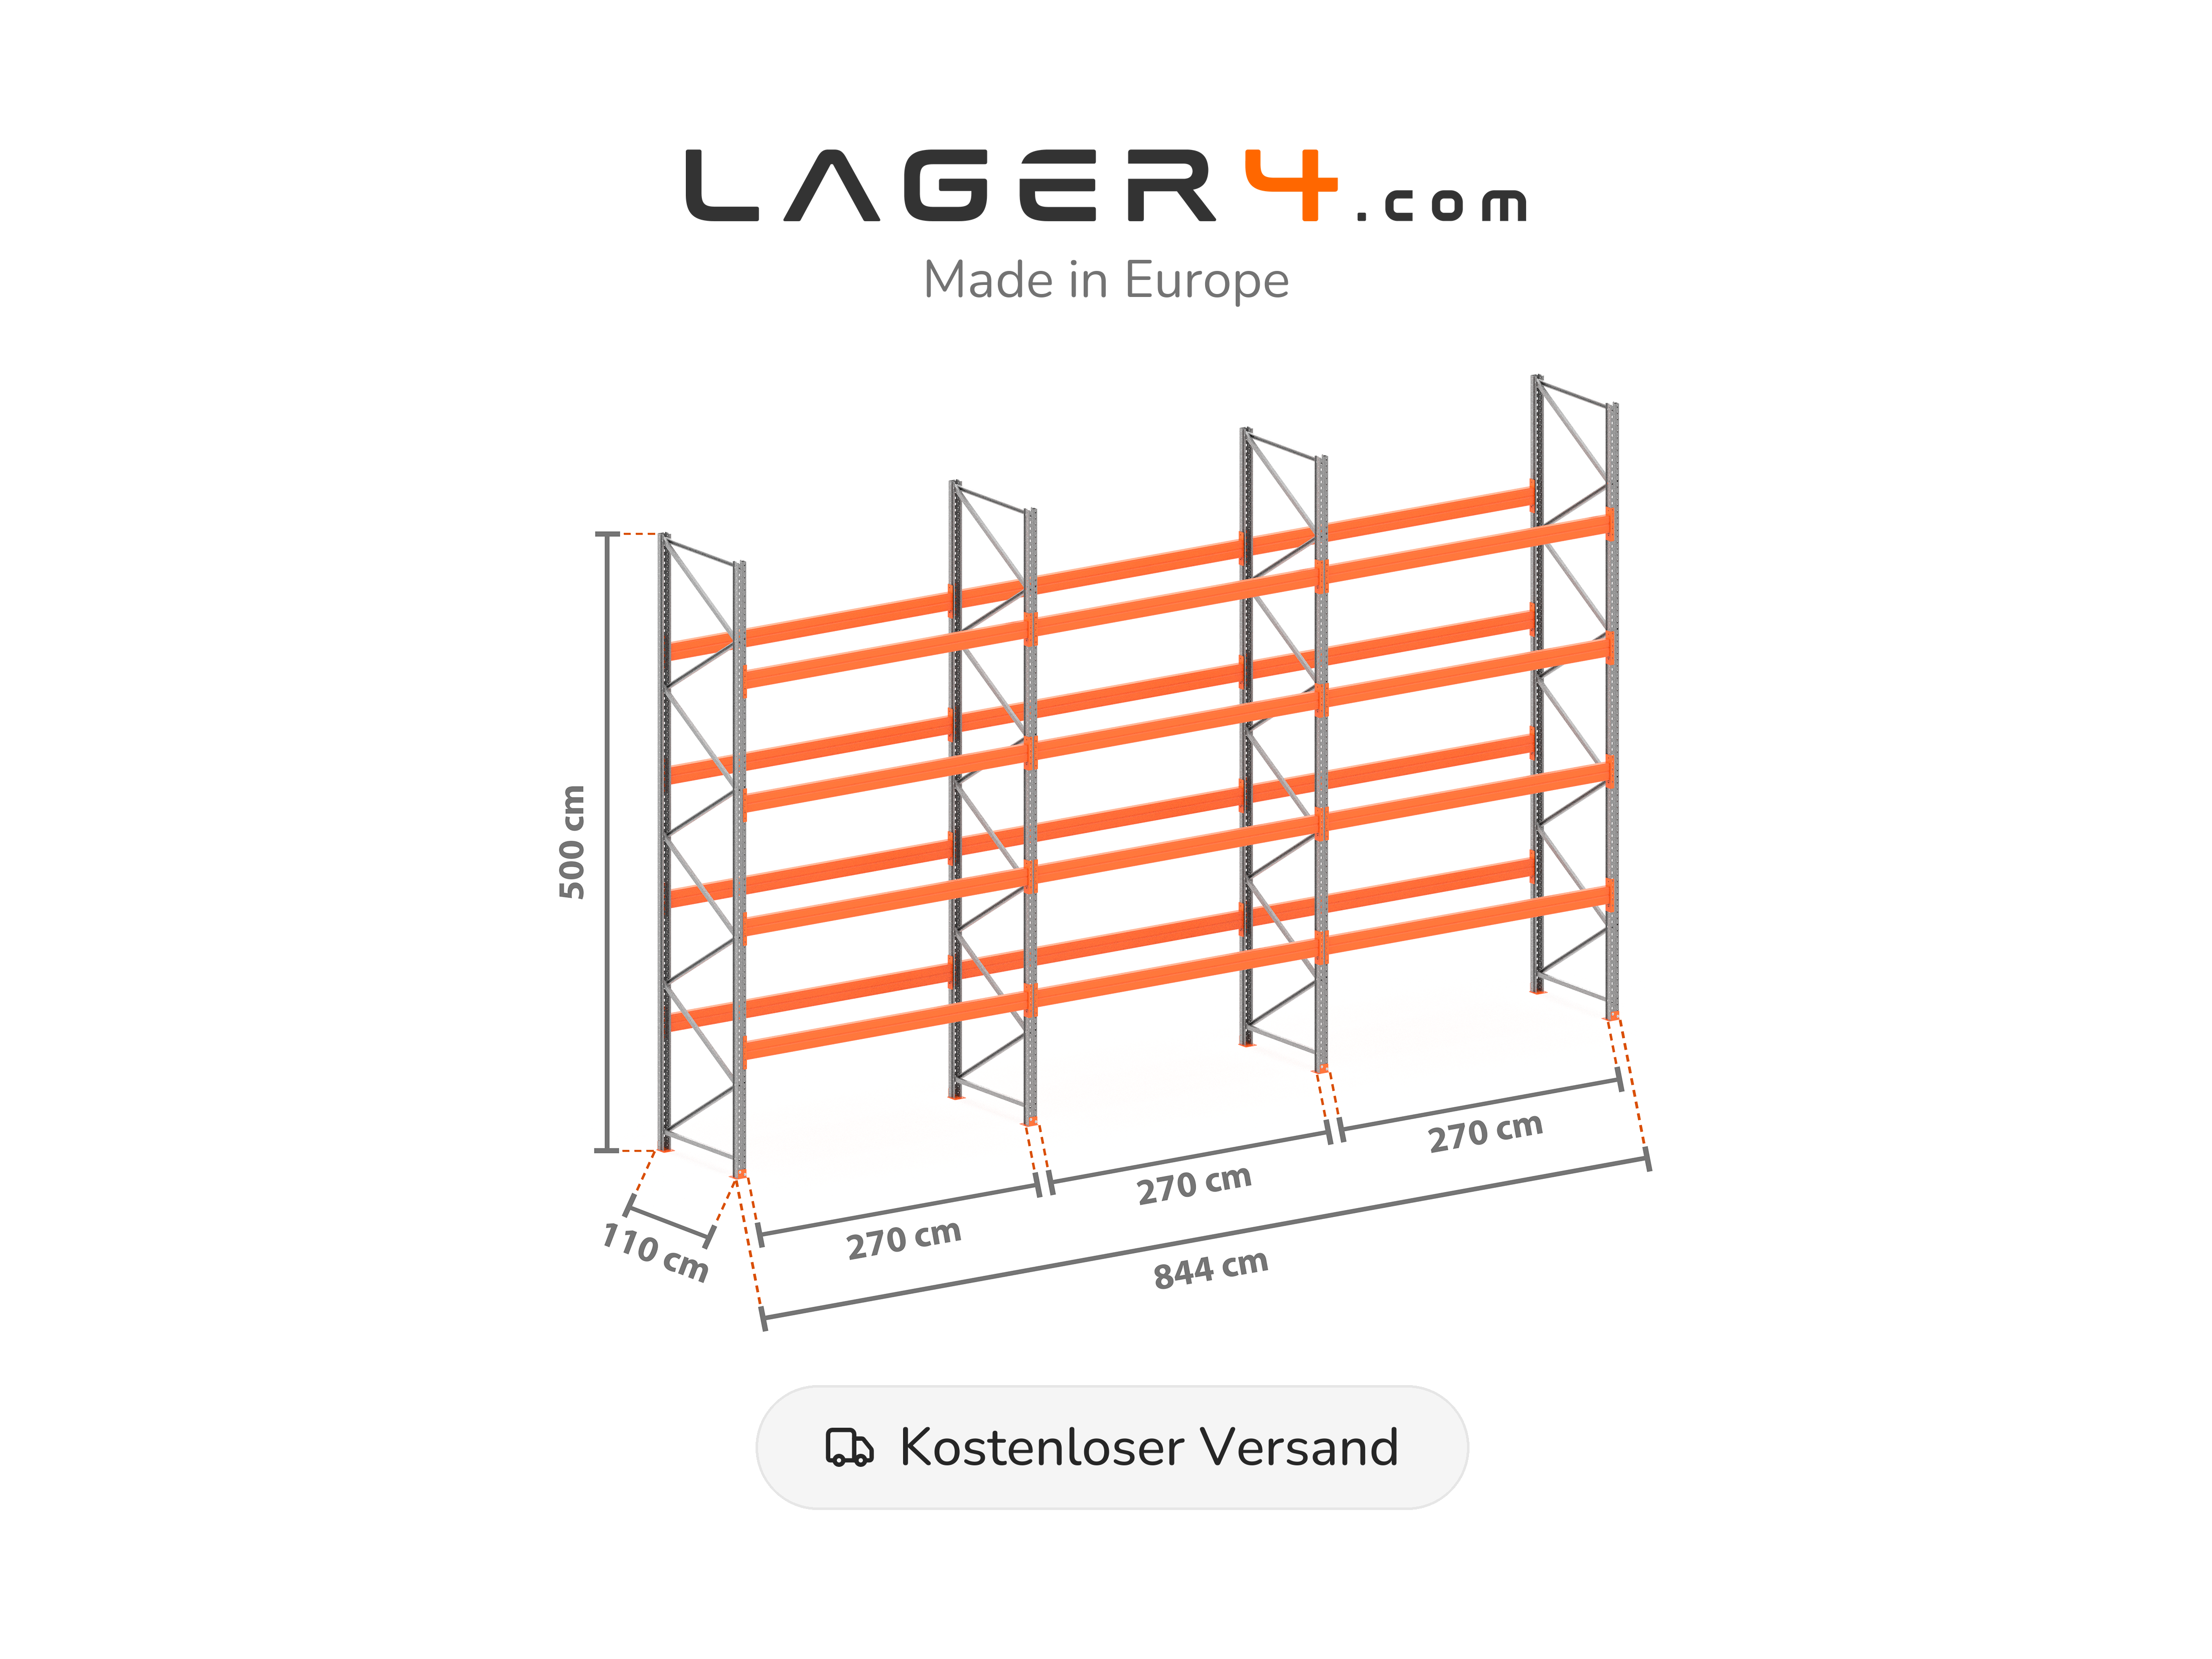 LAGER4.com
Made in Europe
500 cm
110 cm
270 cm
270 cm
270 cm
844 cm
Kostenloser Versand